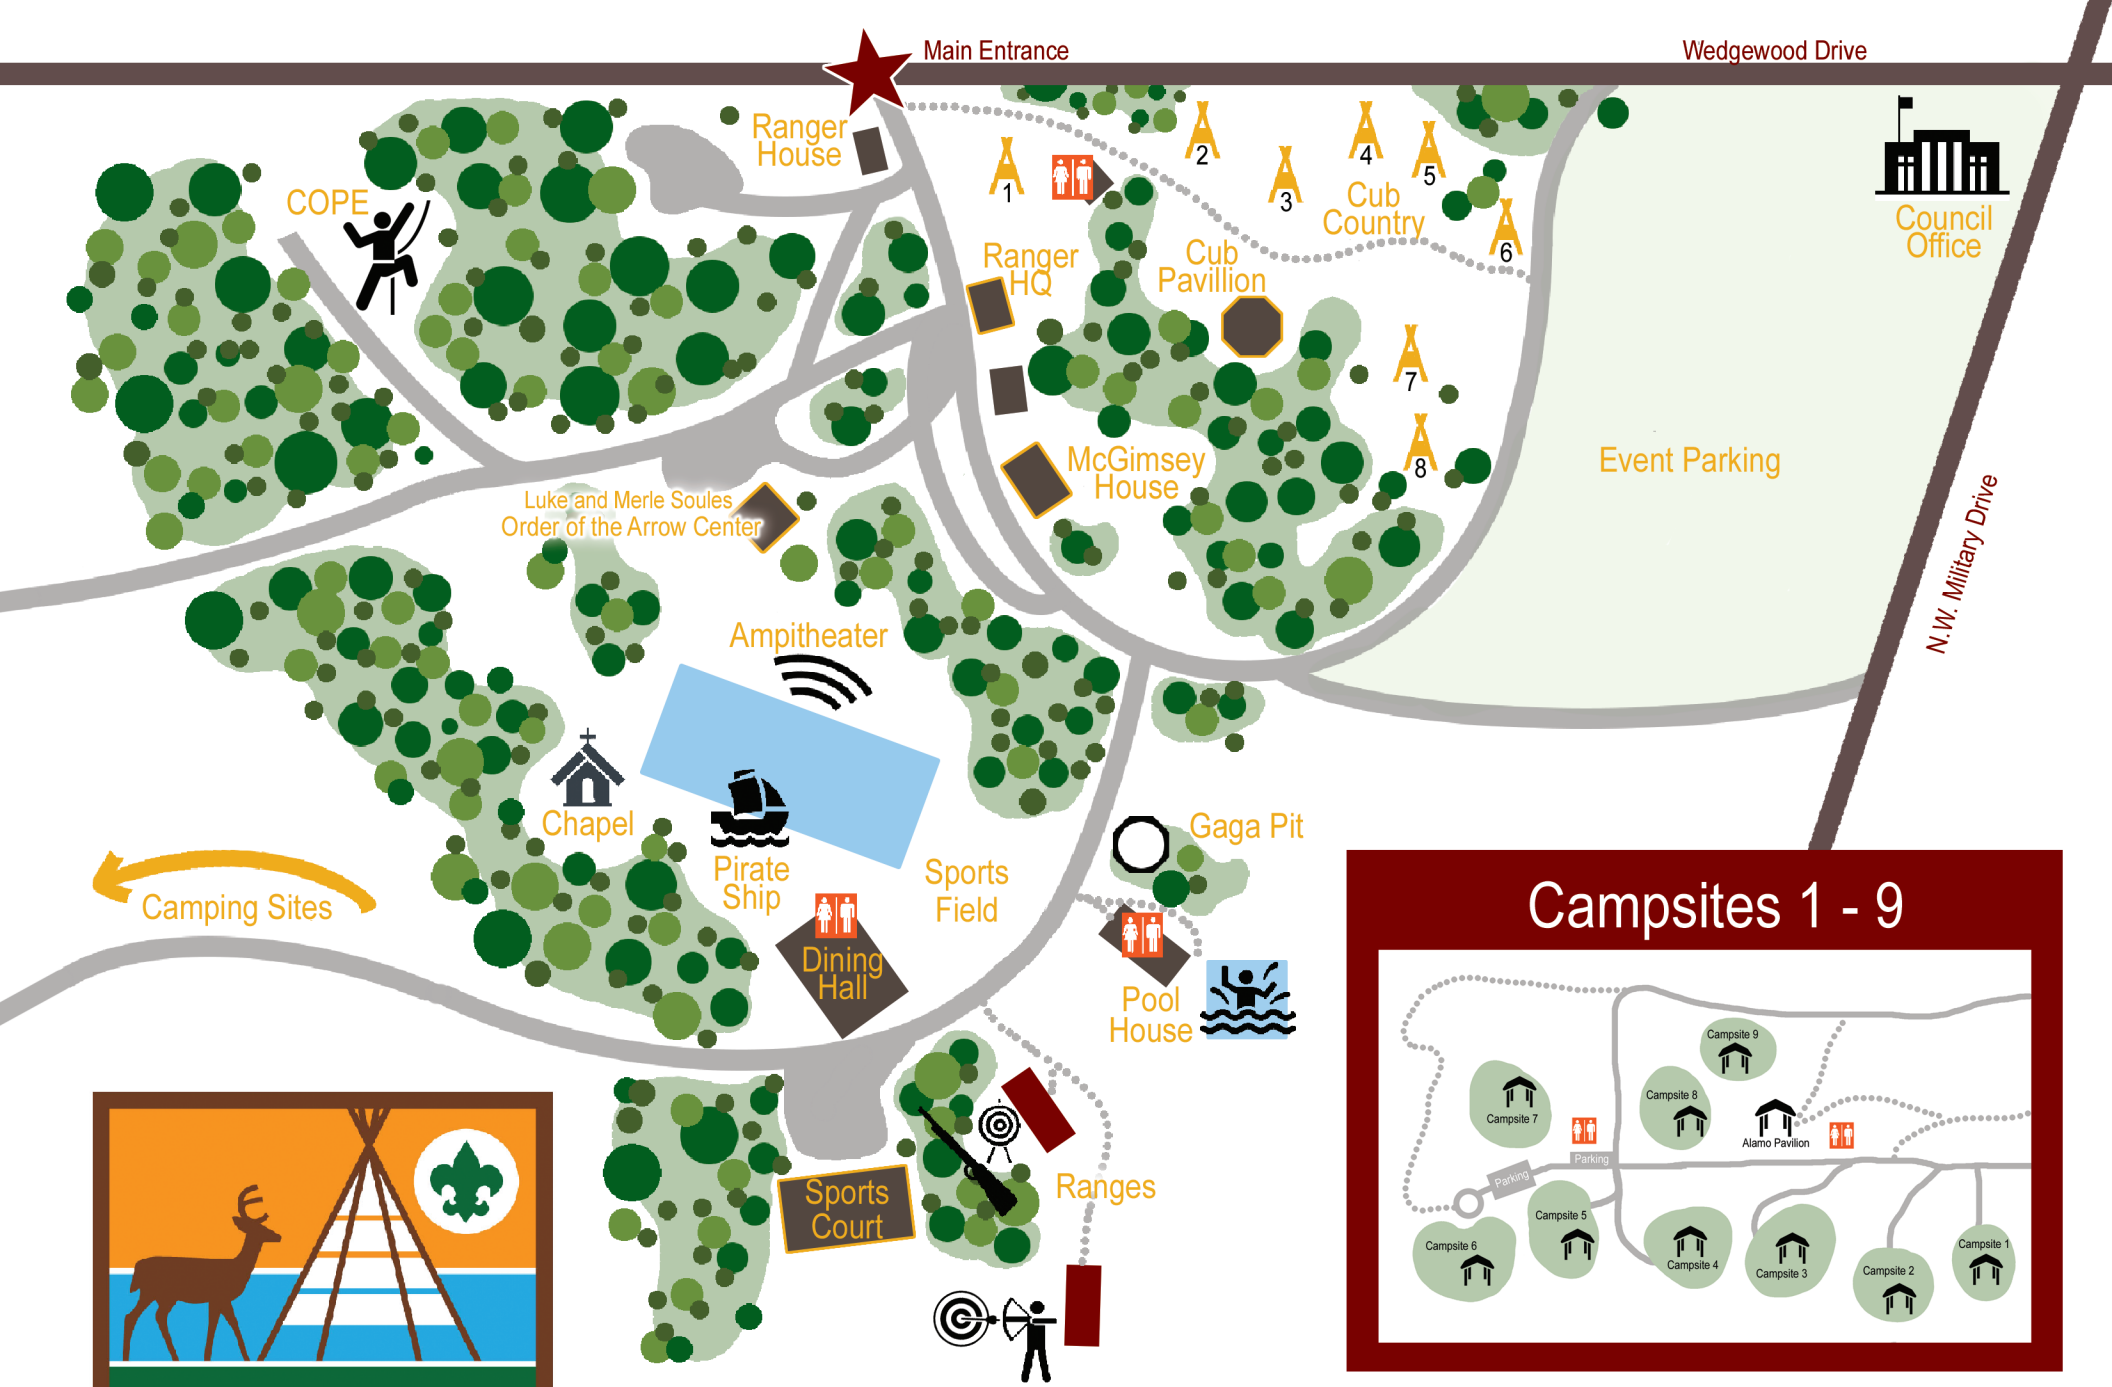 Main Entrance
Wedgewood Drive
Ranger
House
COPE
1
2
3
4
5
6
Cub
Country
Council
Office
Ranger
HQ
Cub
Pavillion
7
8
McGimsey
House
Event Parking
N.W. Military Drive
Luke and Merle Soules
Order of the Arrow Center
Ampitheater
Chapel
Pirate
Ship
Sports
Field
Gaga Pit
Camping Sites
Dining
Hall
Pool
House
Sports
Court
Ranges
Campsites 1 - 9
Campsite 9
Campsite 8
Campsite 7
Alamo Pavilion
Parking
Parking
Campsite 6
Campsite 5
Campsite 4
Campsite 3
Campsite 2
Campsite 1